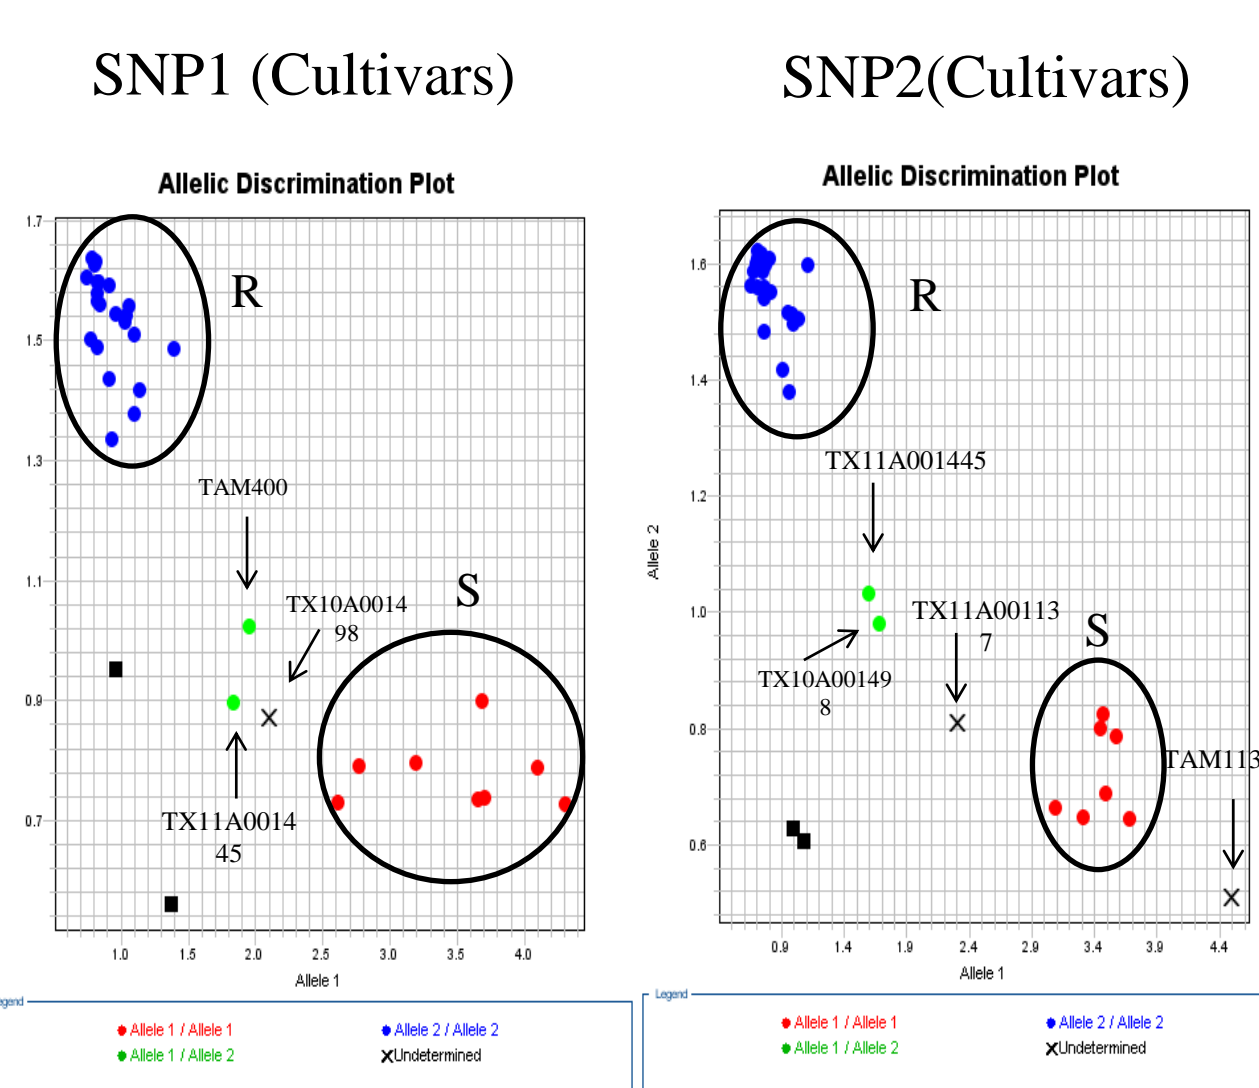 SNP1 (Cultivars)
Allelic Discrimination Plot
1.7
1.5
1.3
1.1
0.9
0.7
R
TAM400
S
TX10A0014
98
TX11A0014
45
1.0
1.5
2.0
2.5
3.0
3.5
4.0
Allele 1
egend
Allele 1 / Allele 1
Allele 2 / Allele 2
Allele 1 / Allele 2
Undetermined
SNP2(Cultivars)
Allelic Discrimination Plot
Allele 2
1.6
1.4
1.2
1.0
0.8
0.6
R
TX11A001445
TX11A00113
7
S
TX10A00149
8
TAM113
0.9
1.4
1.9
2.4
2.9
3.4
3.9
4.4
Allele 1
Legend
Allele 1 / Allele 1
Allele 2 / Allele 2
Allele 1 / Allele 2
Undetermined